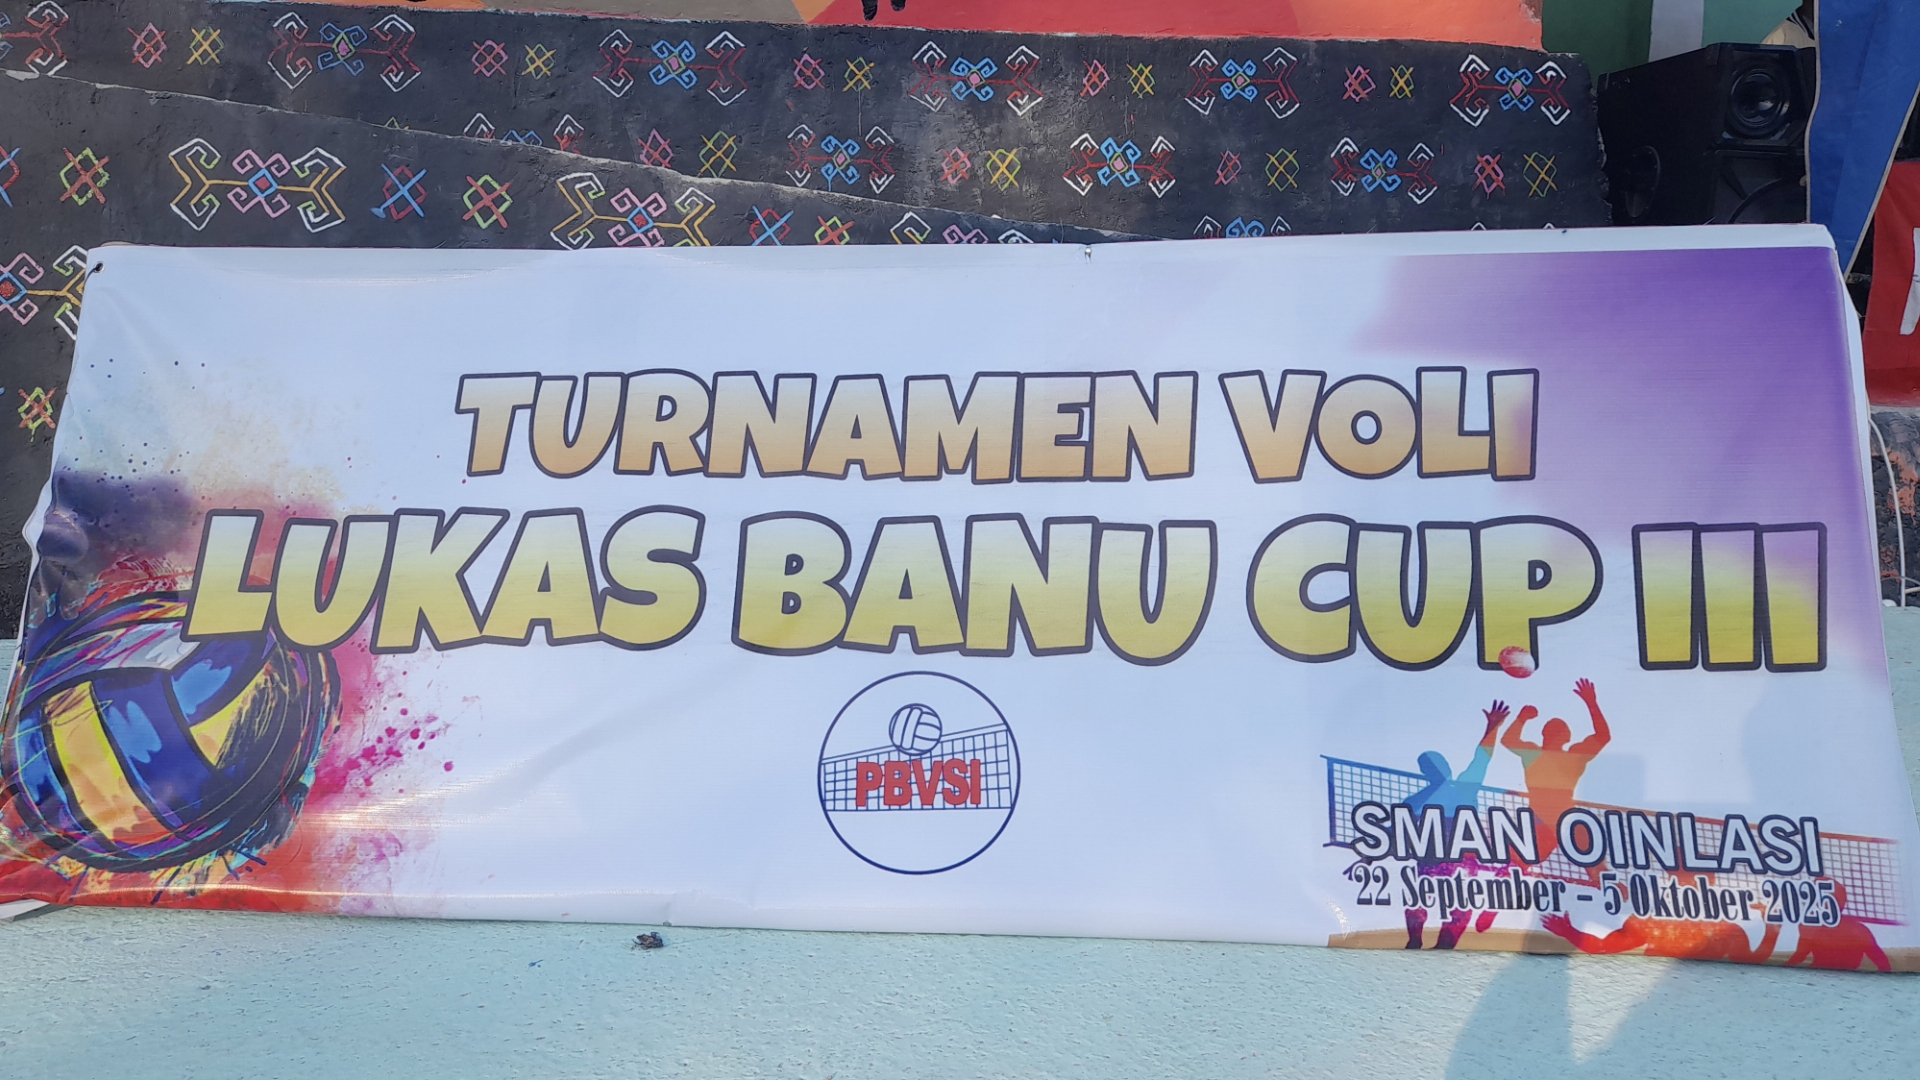 TURNAMEN VOLI
LUKAS BANU CUP III
PBVSI
SMAN OINLASI
22 September - 5 Oktober 2025